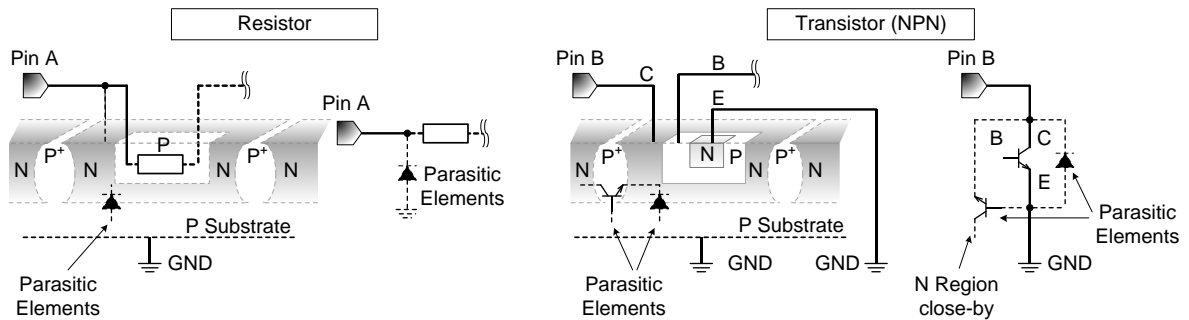 Resistor
Transistor (NPN)
Pin A
Pin B
C
B
E
Pin B
Pin A
N
P+
N
P
N
P+
N
Parasitic
Elements
P Substrate
GND
Parasitic
Elements
N
P+
N
N
P
N
P+
N
P Substrate
GND
GND
Parasitic
Elements
B
C
E
Parasitic
Elements
GND
N Region
close-by